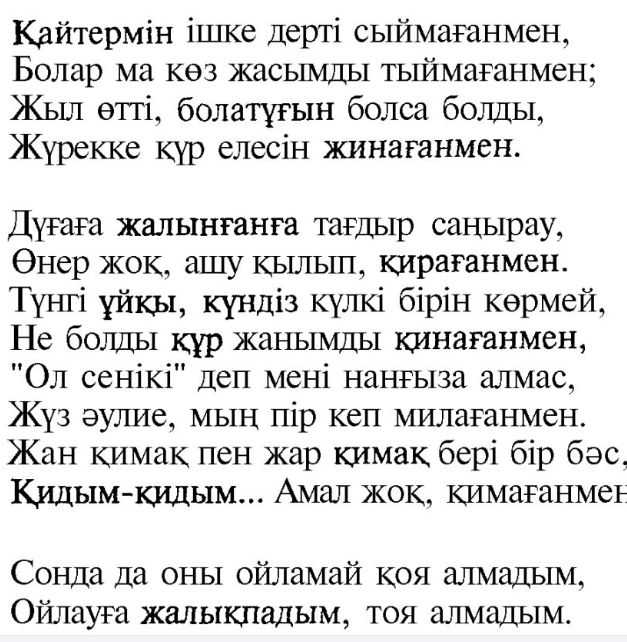 Қайтермін ішке дерті сыймағанмен,
Болар ма көз жасымды тыймағанмен;
Жыл өтті, болатұғын болса болды,
Жүрекке құр елесін жинағанмен.
Дұғаға жалынғанға тағдыр саңырау,
Өнер жоқ, ашу қылып, қирағанмен.
Түнгі ұйқы, күндіз күлкі бірін көрмей,
Не болды құр жанымды қинағанмен,
"Ол сенікі" деп мені нанғыза алмас,
Жүз әулие, мың пір кеп милағанмен.
Жан қимақ пен жар қимақ бері бір бәс,
Қидым-қидым... Амал жоқ, қимағанмен
Сонда да оны ойламай қоя алмадым,
Ойлауға жалықпадым, тоя алмадым.